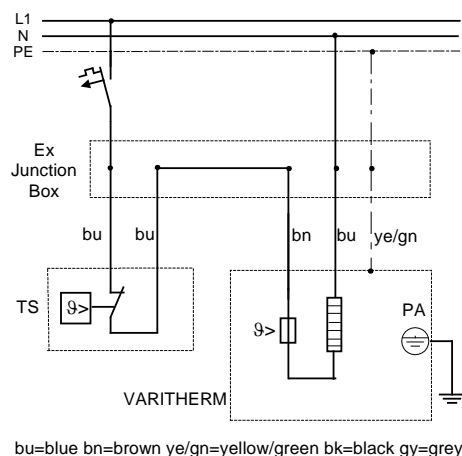 L1
N
PE
Ex
Junction
Box
bu bu bn bu ye/gn
TS
ϑ>
ϑ>
PA
VARITHERM
bu=blue bn=brown ye/gn=yellow/green bk=black gy=grey